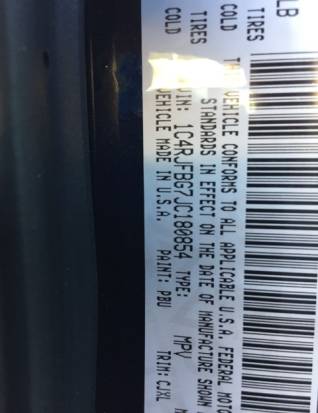 LB
TIRES
COLD
TIRES
COLD
VEHICLE CONFORMS TO ALL APPLICABLE U.S.A. FEDERAL MOTO
STANDARDS IN EFFECT ON THE DATE OF MANUFACTURE SHOWN
VIN: 1C4RJFBG7JC180854 TYPE: MPV
VEHICLE MADE IN U.S.A. PAINT: PBU TRIM: CJXL